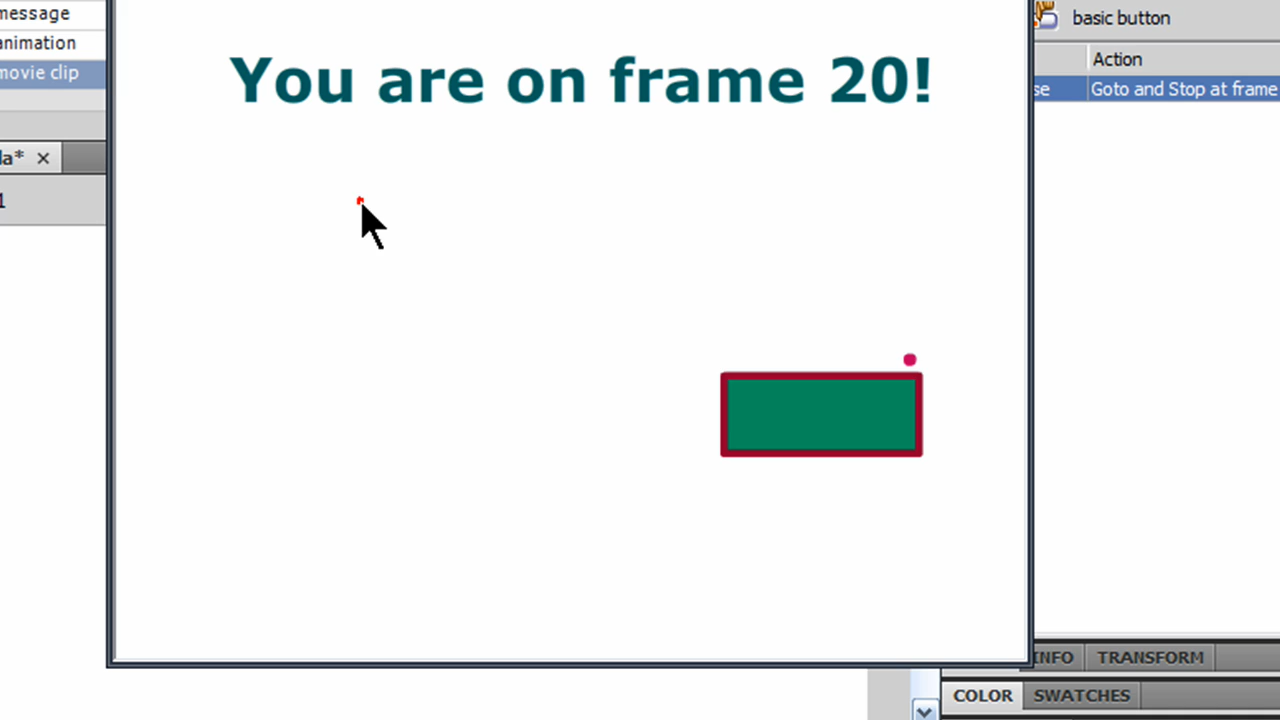 message
animation
movie clip
la* ×
1
You are on frame 20!
basic button
Action
se Goto and Stop at frame
INFO TRANSFORM
COLOR SWATCHES